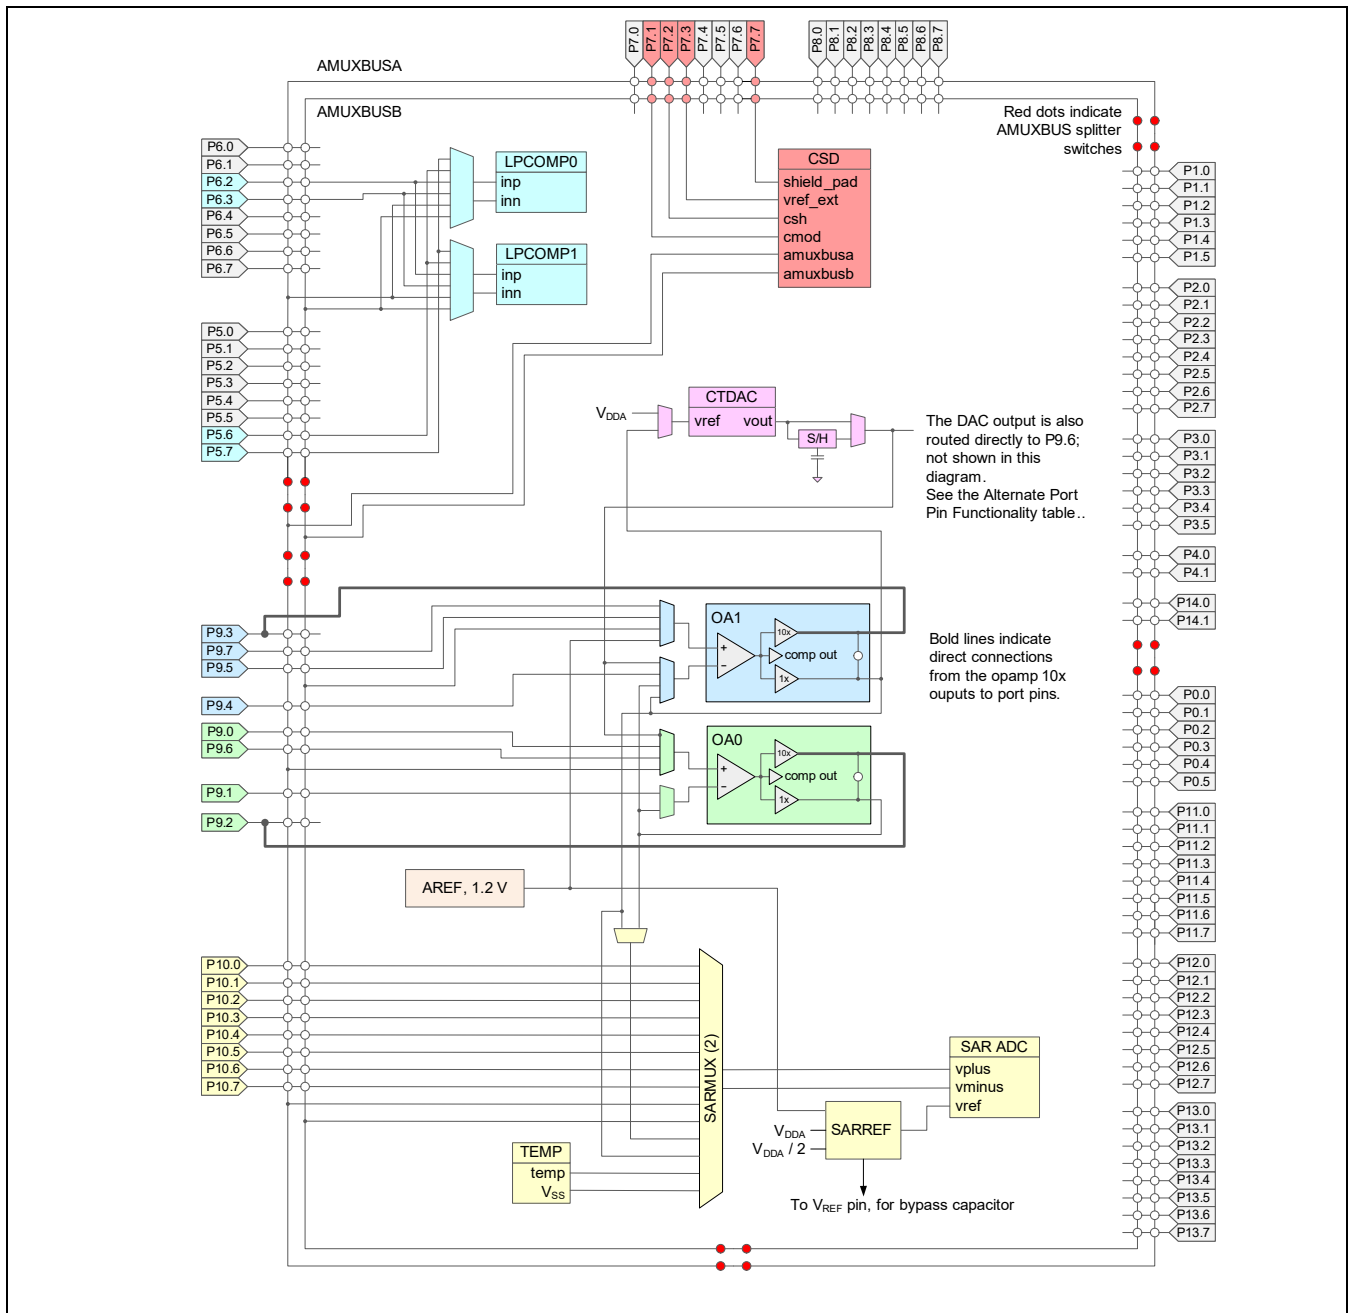 P7.0
P7.1
P7.2
P7.3
P7.4
P7.5
P7.6
P7.7
P8.0
P8.1
P8.2
P8.3
P8.4
P8.5
P8.6
P8.7
AMUXBUSA
AMUXBUSB
Red dots indicate
AMUXBUS splitter
switches
P6.0
P6.1
P6.2
P6.3
P6.4
P6.5
P6.6
P6.7
LPCOMP0
inp
inn
LPCOMP1
inp
inn
CSD
shield_pad
vref_ext
csh
cmod
amuxbusa
amuxbusb
P1.0
P1.1
P1.2
P1.3
P1.4
P1.5
P2.0
P2.1
P2.2
P2.3
P2.4
P2.5
P2.6
P2.7
P5.0
P5.1
P5.2
P5.3
P5.4
P5.5
P5.6
P5.7
VDDA
CTDAC
vref vout
S/H
The DAC output is also
routed directly to P9.6;
not shown in this
diagram.
See the Alternate Port
Pin Functionality table..
P3.0
P3.1
P3.2
P3.3
P3.4
P3.5
P4.0
P4.1
P14.0
P14.1
P9.3
P9.7
P9.5
P9.4
P9.0
P9.6
P9.1
P9.2
OA1
+
−
10x
comp out
1x
OA0
+
−
10x
comp out
1x
Bold lines indicate
direct connections
from the opamp 10x
ouputs to port pins.
P0.0
P0.1
P0.2
P0.3
P0.4
P0.5
P11.0
P11.1
P11.2
P11.3
P11.4
P11.5
P11.6
P11.7
AREF, 1.2 V
P10.0
P10.1
P10.2
P10.3
P10.4
P10.5
P10.6
P10.7
SARMUX (2)
SAR ADC
vplus
vminus
vref
SARREF
VDDA
VDDA / 2
TEMP
temp
VSS
To VREF pin, for bypass capacitor
P12.0
P12.1
P12.2
P12.3
P12.4
P12.5
P12.6
P12.7
P13.0
P13.1
P13.2
P13.3
P13.4
P13.5
P13.6
P13.7